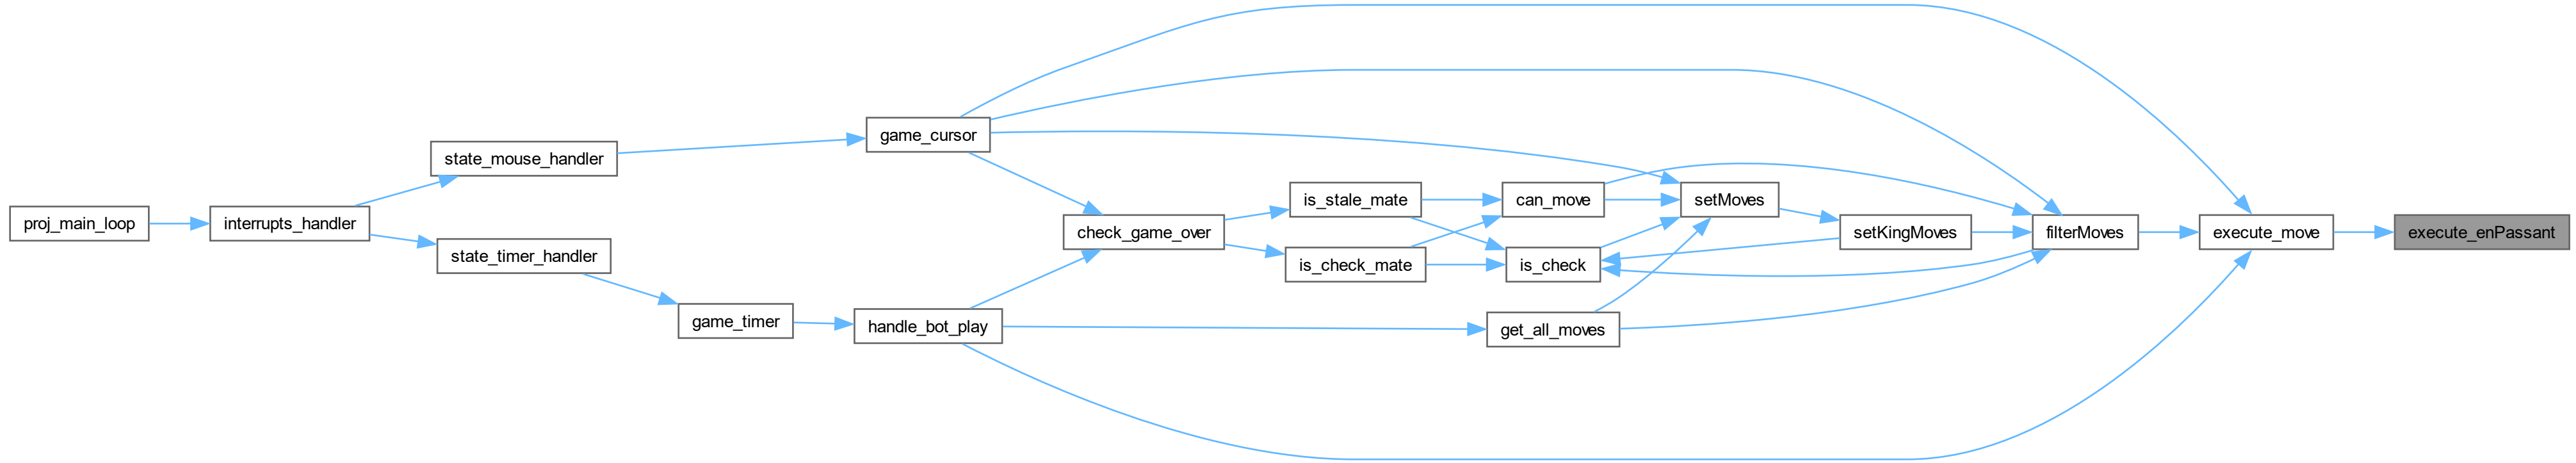 proj_main_loop
interrupts_handler
state_mouse_handler
state_timer_handler
game_cursor
game_timer
handle_bot_play
check_game_over
is_stale_mate
is_check_mate
can_move
is_check
get_all_moves
setMoves
setKingMoves
filterMoves
execute_move
execute_enPassant